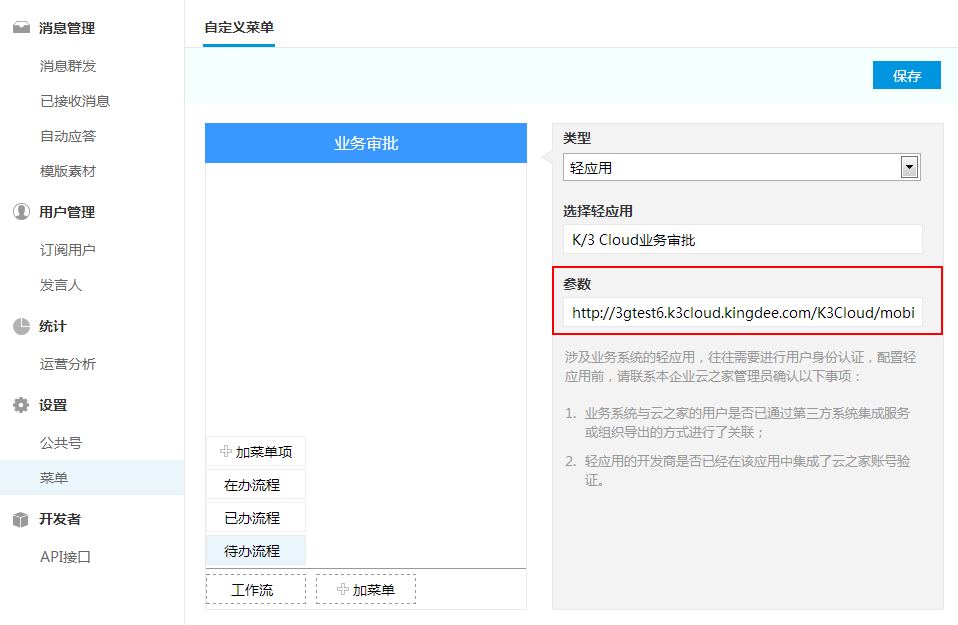 消息管理
消息群发
已接收消息
自动应答
模版素材
用户管理
订阅用户
发言人
统计
运营分析
设置
公共号
菜单
开发者
API接口
自定义菜单
保存
业务审批
加菜单项
在办流程
已办流程
待办流程
工作流
加菜单
类型
轻应用
选择轻应用
K/3 Cloud业务审批
参数
http://3gtest6.k3cloud.kingdee.com/K3Cloud/mobi
涉及业务系统的轻应用，往往需要进行用户身份认证，配置轻
应用前，请联系本企业云之家管理员确认以下事项：
1. 业务系统与云之家的用户是否已通过第三方系统集成服务
或组织导出的方式进行了关联；
2. 轻应用的开发商是否已经在该应用中集成了云之家账号验
证。